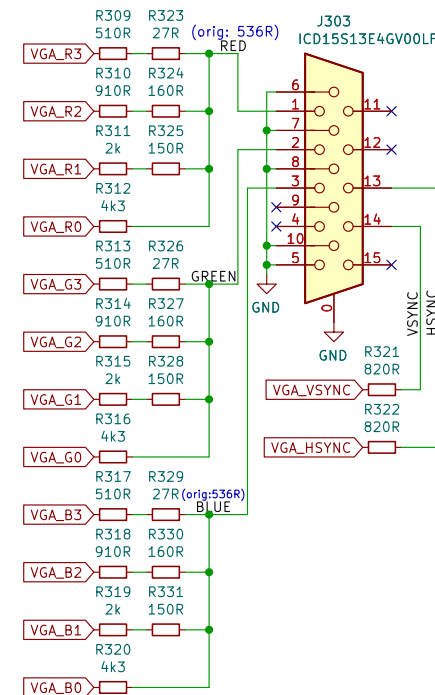 R309 R323
510R 27R (orig: 536R)
VGA_R3 RED
R310 R324
910R 160R
VGA_R2
R311 R325
2k 150R
VGA_R1
R312
4k3
VGA_R0
R313 R326
510R 27R
VGA_G3 GREEN
R314 R327
910R 160R
VGA_G2
R315 R328
2k 150R
VGA_G1
R316
4k3
VGA_G0
R317 R329
510R 27R (orig:536R)
VGA_B3 BLUE
R318 R330
910R 160R
VGA_B2
R319 R331
2k 150R
VGA_B1
R320
4k3
VGA_B0
J303
ICD15S13E4GV00LF
6
1 11
7
2 12
8
3 13
9
4 14
10
5 15
0
GND
GND
VSYNC
HSYNC
R321
820R
VGA_VSYNC
R322
820R
VGA_HSYNC